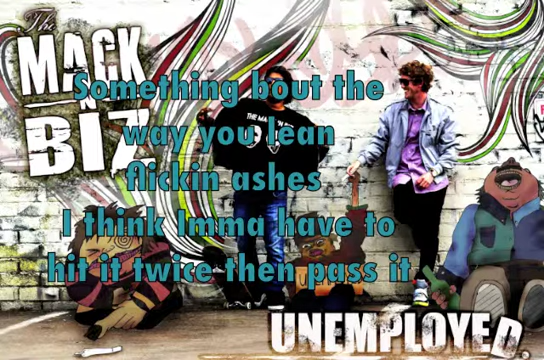 The
MACK
N
BIZ
Something bout the
way you lean
flickin ashes
I think Imma have to
hit it twice then pass it
UNEMPLOYED.